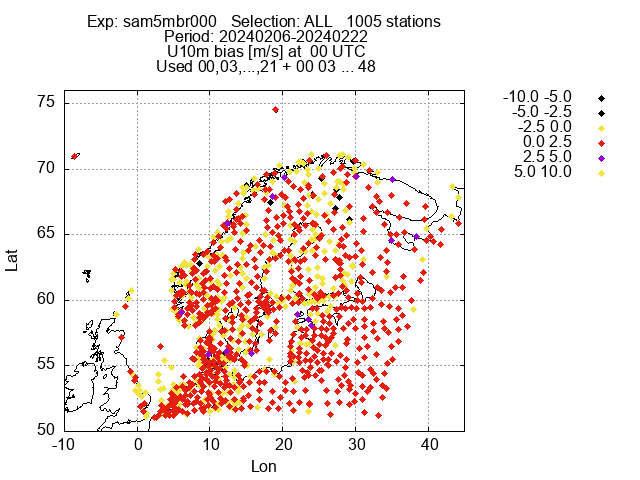 Exp: sam5mbr000   Selection: ALL   1005 stations
Period: 20240206-20240222
U10m bias [m/s] at  00 UTC
Used 00,03,...,21 + 00 03 ... 48
-10.0 -5.0
-5.0 -2.5
-2.5 0.0
0.0 2.5
2.5 5.0
5.0 10.0
75
70
65
60
55
50
Lat
-10 0 10 20 30 40
Lon